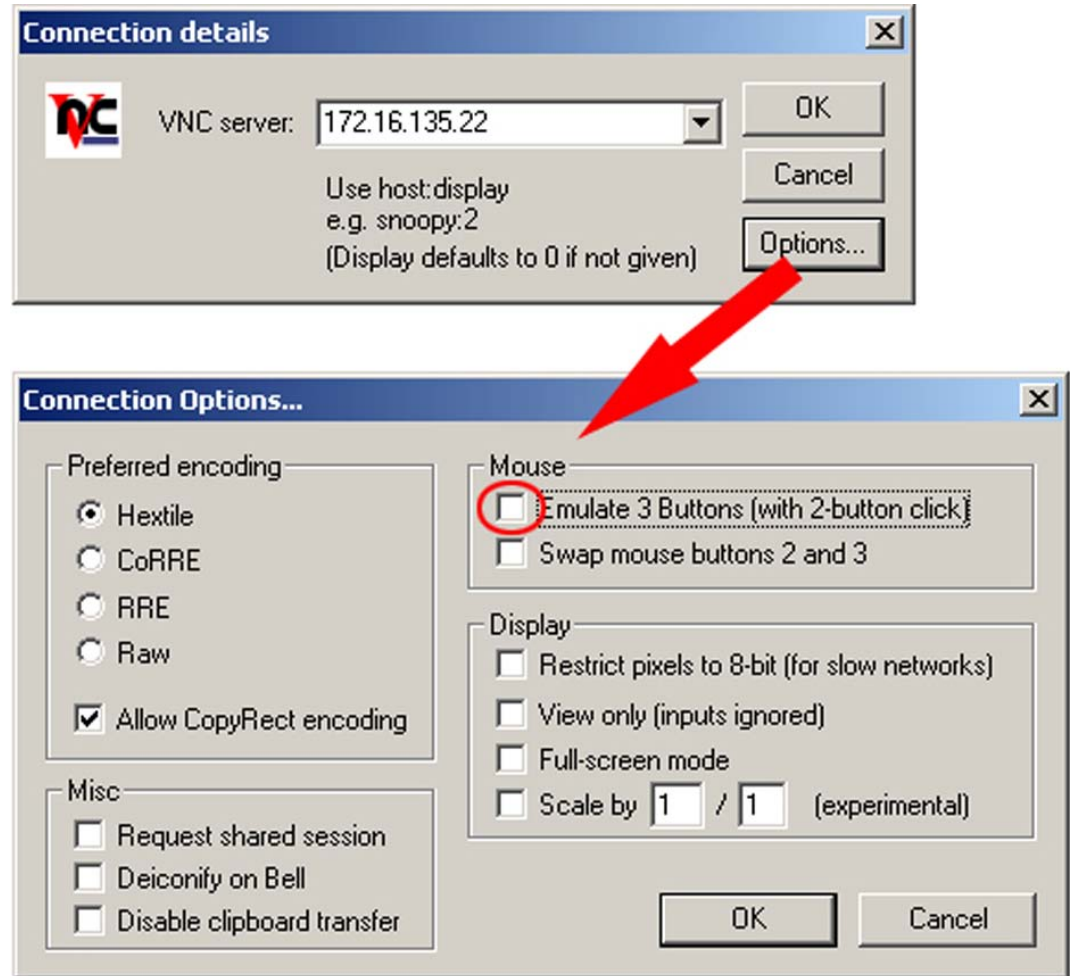 Connection details
VNC
VNC server:
172.16.135.22
OK
Use host:display
e.g. snoopy:2
(Display defaults to 0 if not given)
Cancel
Options...
Connection Options...
Preferred encoding
Hextile
CoRRE
RRE
Raw
Allow CopyRect encoding
Misc
Request shared session
Deiconify on Bell
Disable clipboard transfer
Mouse
Emulate 3 Buttons (with 2-button click)
Swap mouse buttons 2 and 3
Display
Restrict pixels to 8-bit (for slow networks)
View only (inputs ignored)
Full-screen mode
Scale by 1 / 1 (experimental)
OK Cancel